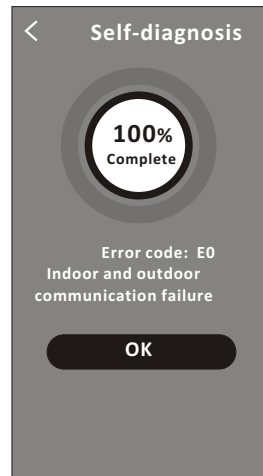 Self-diagnosis
100%
Complete
Error code: E0
Indoor and outdoor
communication failure
OK